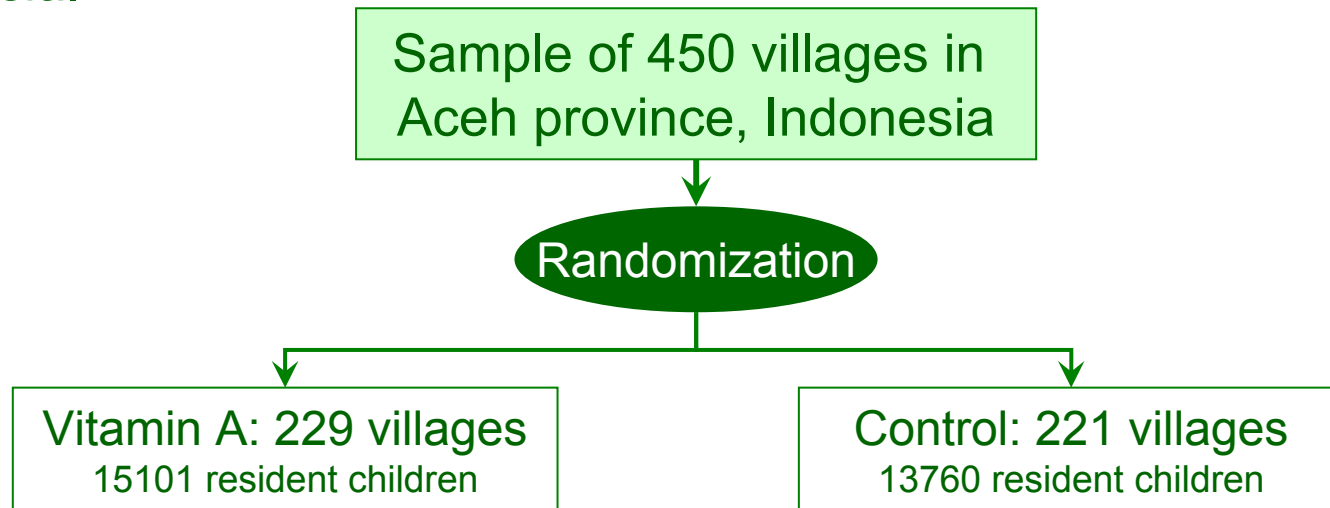 Sample of 450 villages in
Aceh province, Indonesia
Randomization
Vitamin A: 229 villages
15101 resident children
Control: 221 villages
13760 resident children